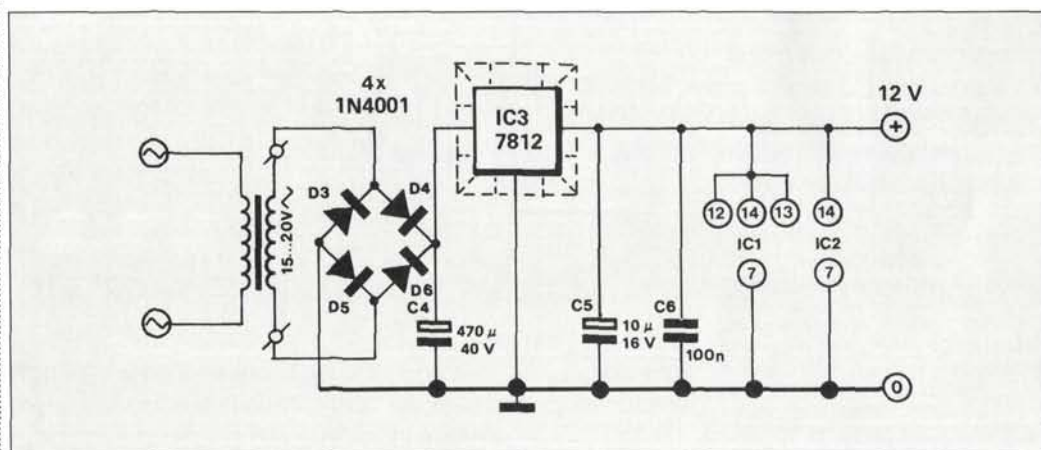 4x
1N4001
IC3
7812
12 V
+
D3
D4
15...20V
D5
D6
C4
470 µ
40 V
C5
10 µ
16 V
C6
100n
12
14
13
IC1
7
14
IC2
7
0